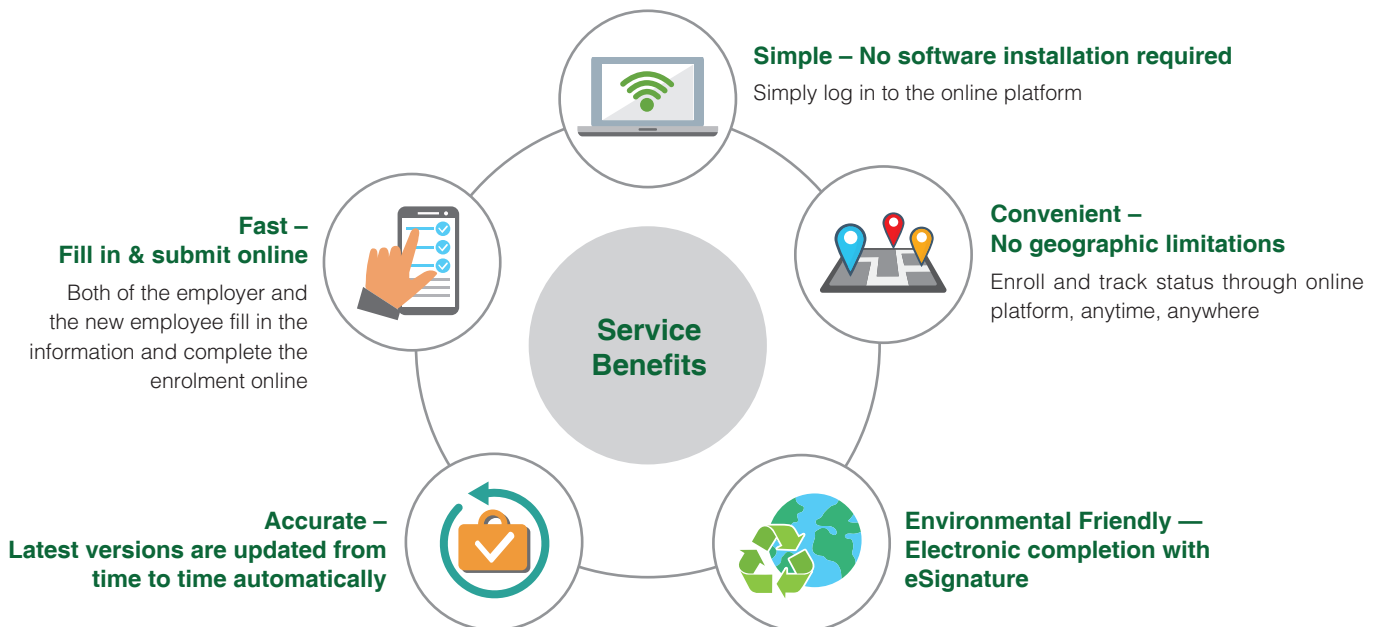 Simple – No software installation required
Simply log in to the online platform
Convenient –
No geographic limitations
Enroll and track status through online
platform, anytime, anywhere
Fast –
Fill in & submit online
Both of the employer and
the new employee fill in the
information and complete the
enrolment online
Service
Benefits
Accurate –
Latest versions are updated from
time to time automatically
Environmental Friendly —
Electronic completion with
eSignature